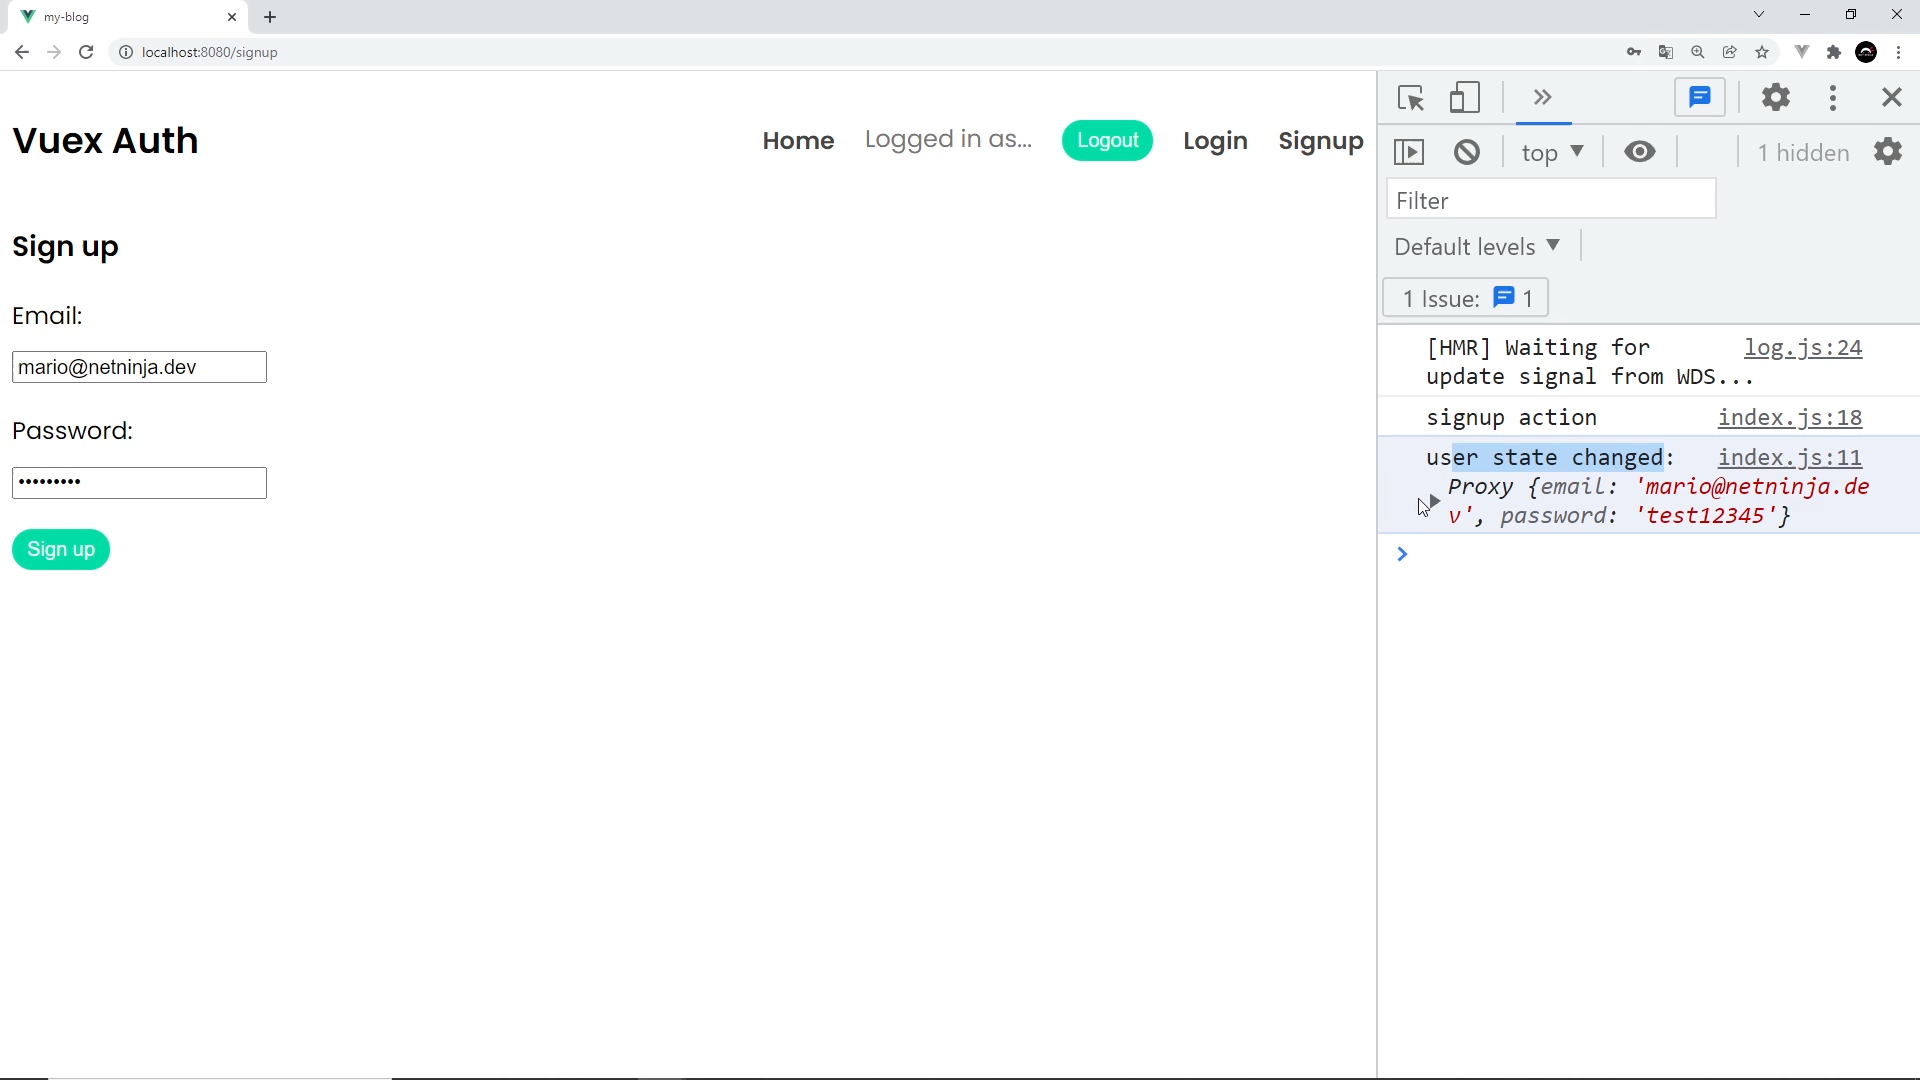 my-blog
localhost:8080/signup
Vuex Auth
Home Logged in as... Logout Login Signup
Sign up
Email:
mario@netninja.dev
Password:
•••••••••
Sign up
top
1 hidden
Filter
Default levels
1 Issue: 1
[HMR] Waiting for log.js:24
update signal from WDS...
signup action index.js:18
user state changed: index.js:11
Proxy {email: 'mario@netninja.de
v', password: 'test12345'}